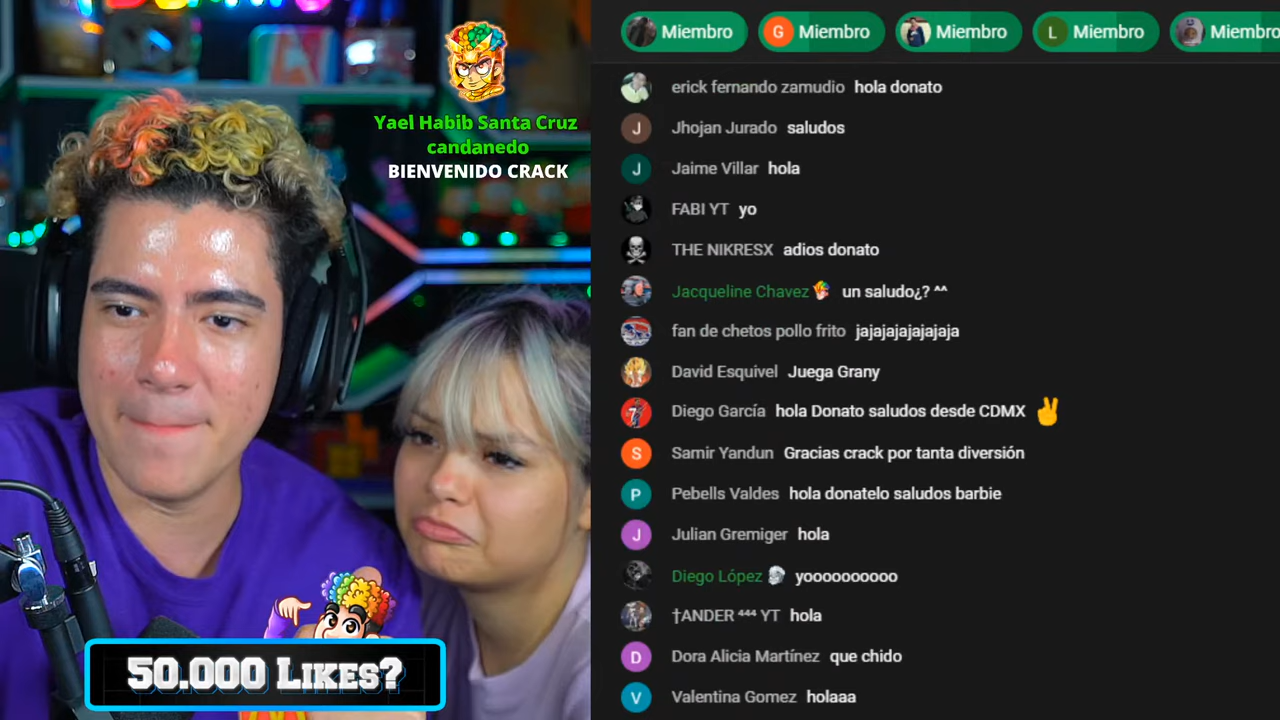 Yael Habib Santa Cruz
candanedo
BIENVENIDO CRACK
50.000 LIKES?
Miembro G Miembro Miembro L Miembro Miembro
erick fernando zamudio hola donato
J Jhojan Jurado saludos
J Jaime Villar hola
FABI YT yo
THE NIKRESX adios donato
Jacqueline Chavez un saludo¿? ^^
fan de chetos pollo frito jajajajajajajaja
David Esquivel Juega Grany
Diego García hola Donato saludos desde CDMX ✌
S Samir Yandun Gracias crack por tanta diversión
P Pebells Valdes hola donatelo saludos barbie
J Julian Gremiger hola
Diego López yoooooooooo
†ANDER ⁴⁴⁴ YT hola
D Dora Alicia Martínez que chido
V Valentina Gomez holaaa